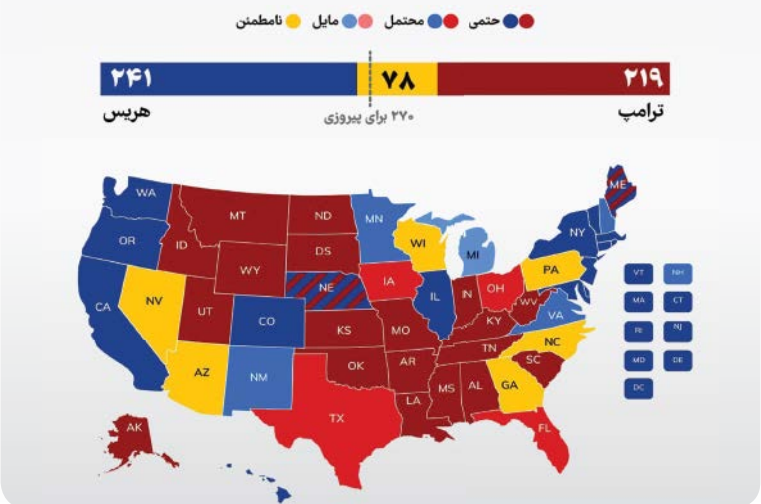 حتمی محتمل مایل نامطمئن
۲۴۱ ۷۸ ۲۱۹
هریس ۲۷۰ برای پیروزی ترامپ
WA
MT
ND
MN
ME
OR
ID
DS
WI
MI
NY
WY
IA
PA
CA
NV
UT
NE
IL
IN
OH
CO
KS
MO
KY
WV
VA
AZ
NM
OK
AR
TN
NC
SC
TX
LA
MS
AL
GA
FL
AK
VT NH
MA CT
RI NJ
MD DE
DC